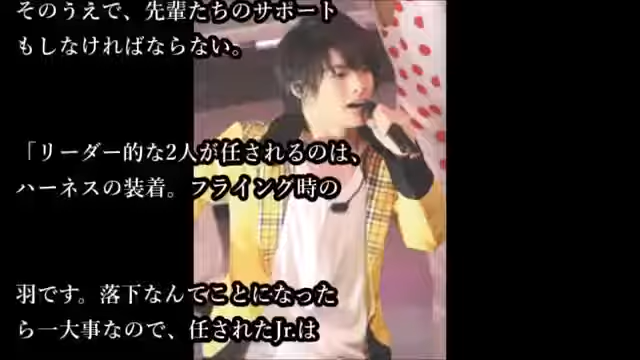 そのうえで、先輩たちのサポート
もしなければならない。
「リーダー的な2人が任されるのは、
ハーネスの装着。フライング時の
羽です。落下なんてことになった
ら一大事なので、任されたJr.は